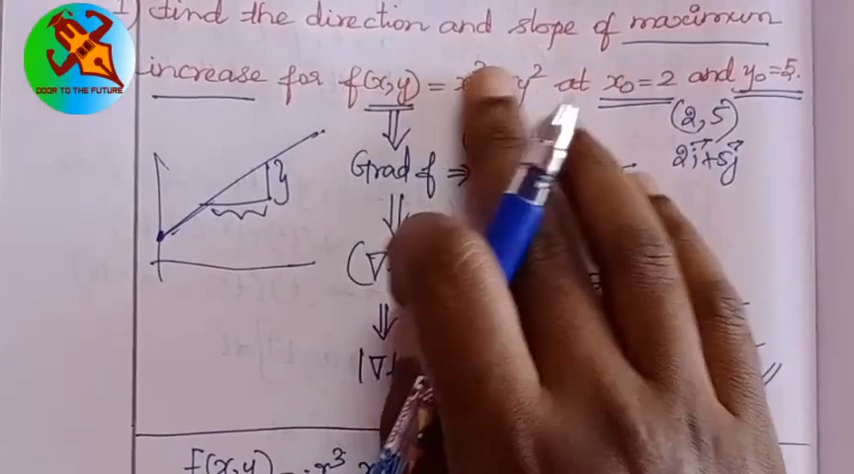 1) Find the direction and slope of maximum
increase for f(x,y) = y² at x₀ = 2 and y₀ = 5.
(2, 5)
Grad f ⇒
2i + 5j
y
(∇
|∇
f(x,y) = x³
DOOR TO THE FUTURE